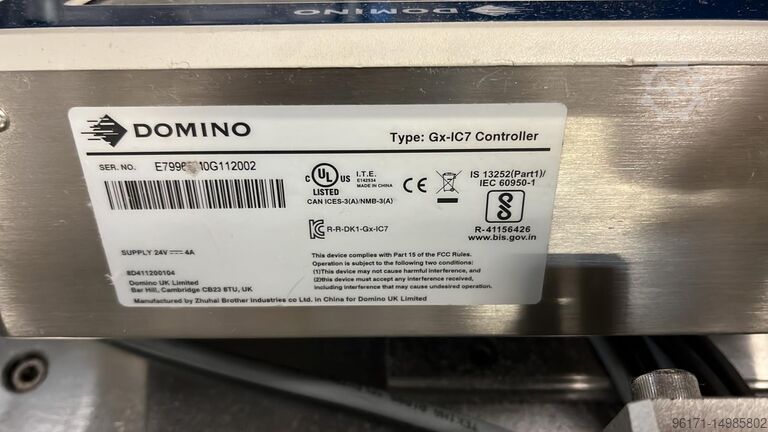 DOMINO
DOMINO
Type: Gx-IC7 Controller
SER. NO.
UL
C US
LISTED
I.T.E.
E142534
MADE IN CHINA
CE
IS 13252(Part1)/
IEC 60950-1
CAN ICES-3(A)/NMB-3(A)
R-R-DK1-Gx-IC7
R-41156426
www.bis.gov.in
SUPPLY 24V 4A
This device complies with Part 15 of the FCC Rules.
Operation is subject to the following two conditions:
(1)This device may not cause harmful interference, and
(2)this device must accept any interference received,
including interference that may cause undesired operation.
8D411200104
Domino UK Limited
Bar Hill, Cambridge CB23 8TU, UK
Manufactured by Zhuhai Brother Industries co Ltd. in China for Domino UK Limited
96171-14985802